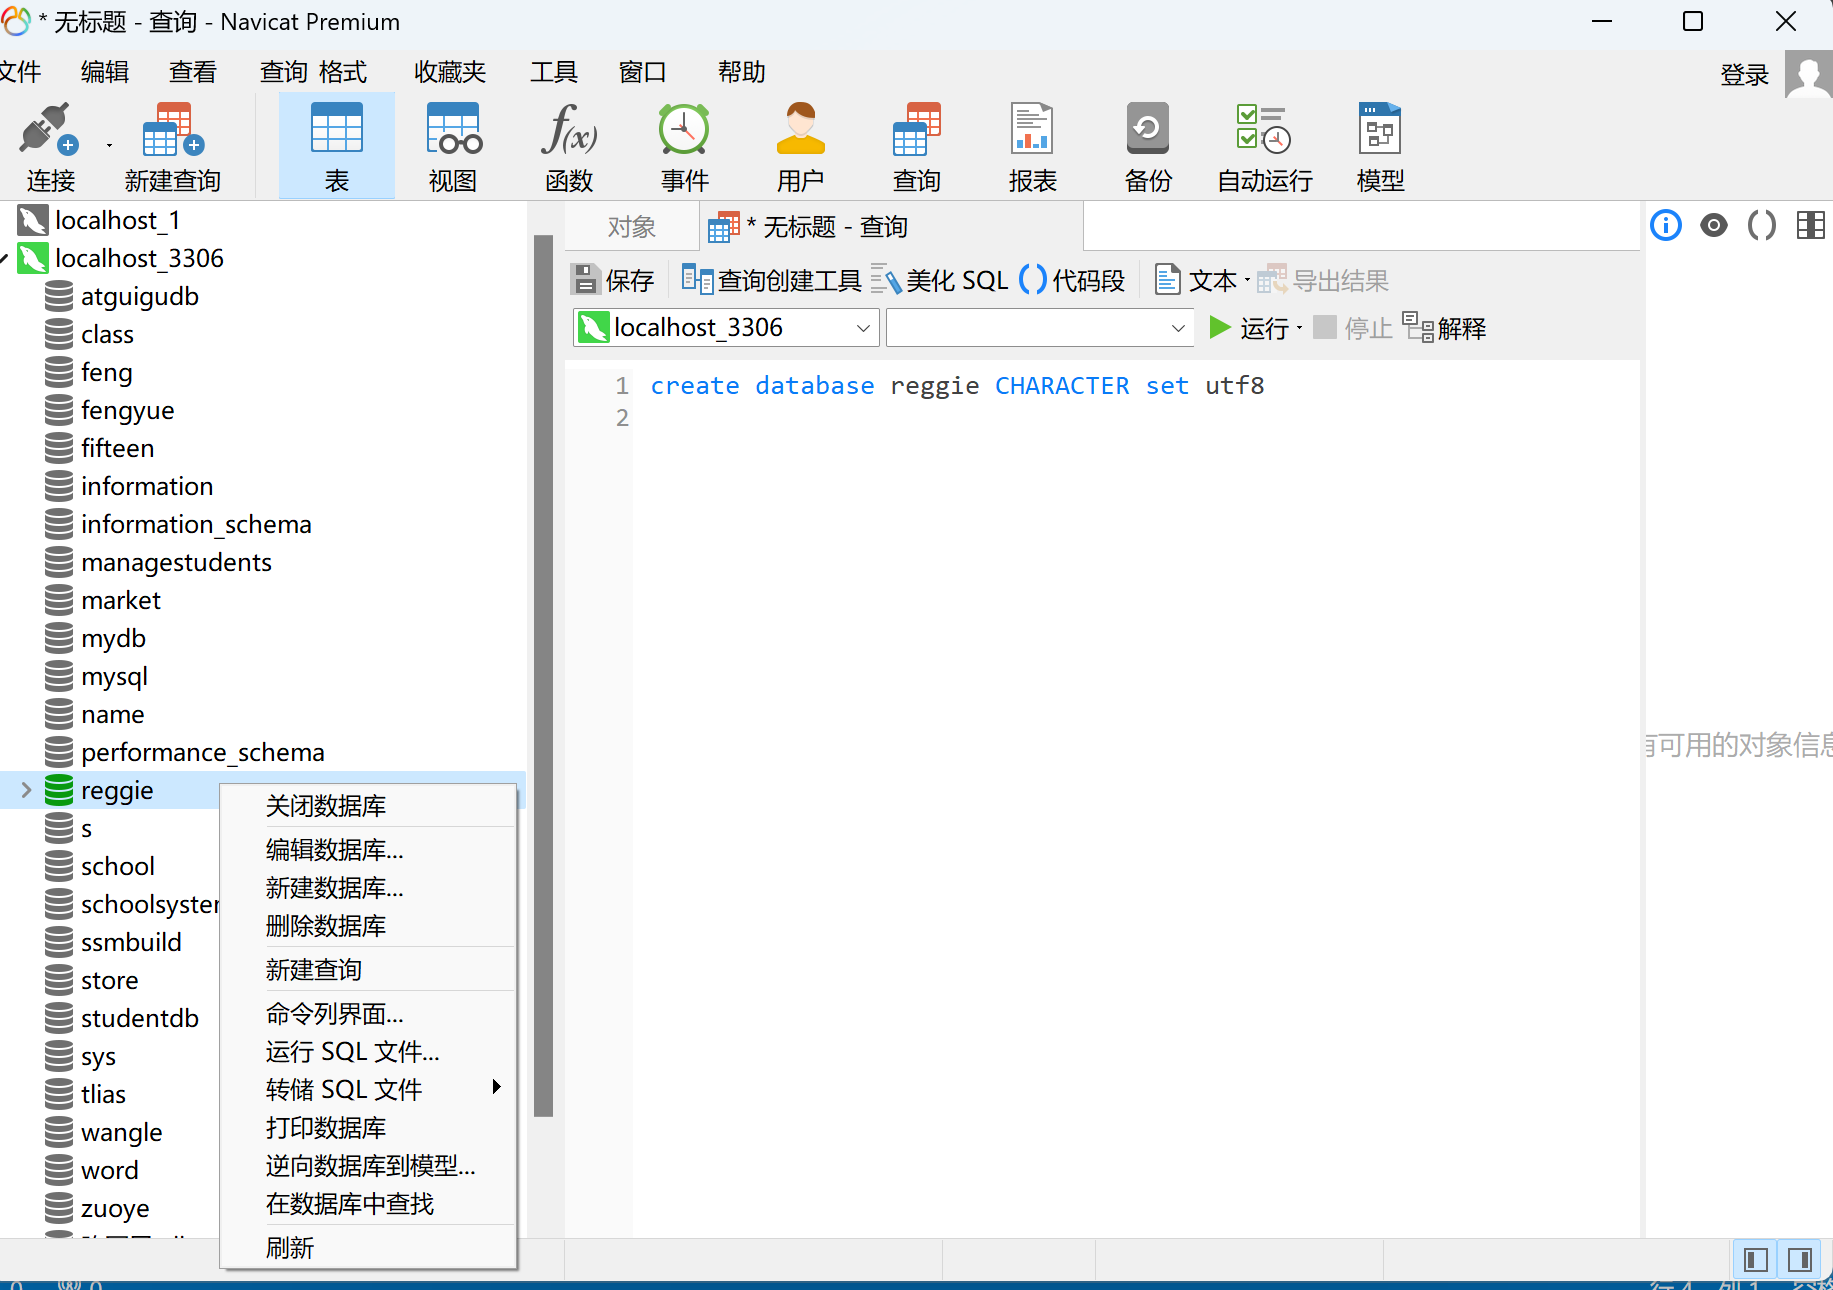 * 无标题 - 查询 - Navicat Premium
文件 编辑 查看 查询 格式 收藏夹 工具 窗口 帮助 登录
连接 新建查询 表 视图 函数 事件 用户 查询 报表 备份 自动运行 模型
localhost_1
localhost_3306
atguigudb
class
feng
fengyue
fifteen
information
information_schema
managestudents
market
mydb
mysql
name
performance_schema
reggie
s
school
schoolsyster
ssmbuild
store
studentdb
sys
tlias
wangle
word
zuoye
关闭数据库
编辑数据库...
新建数据库...
删除数据库
新建查询
命令列界面...
运行 SQL 文件...
转储 SQL 文件
打印数据库
逆向数据库到模型...
在数据库中查找
刷新
对象 * 无标题 - 查询
保存 查询创建工具 美化 SQL 代码段 文本 导出结果
localhost_3306 运行 停止 解释
1 create database reggie CHARACTER set utf8
2
有可用的对象信息